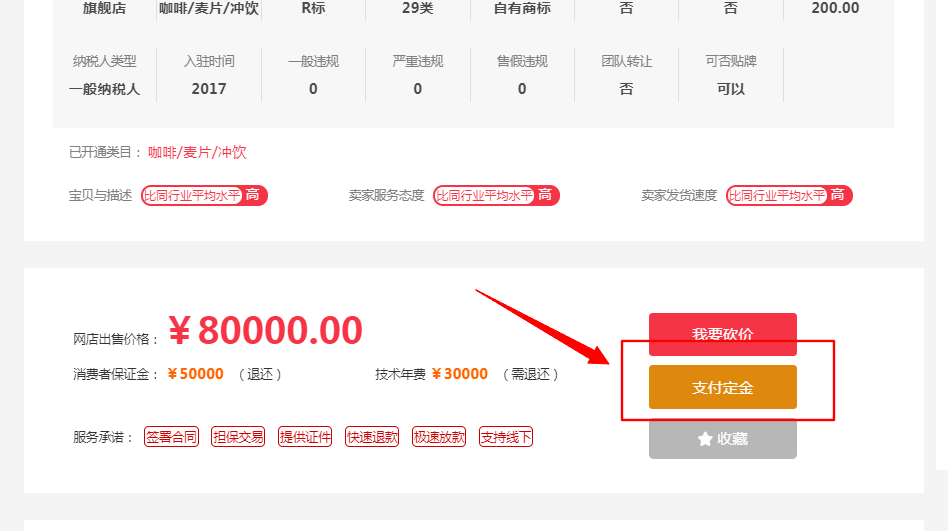 旗舰店 咖啡/麦片/冲饮 R标 29类 自有商标 否 否 200.00
纳税人类型 入驻时间 一般违规 严重违规 售假违规 团队转让 可否贴牌
一般纳税人 2017 0 0 0 否 可以
已开通类目： 咖啡/麦片/冲饮
宝贝与描述 比同行业平均水平 高 卖家服务态度 比同行业平均水平 高 卖家发货速度 比同行业平均水平 高
网店出售价格： ￥80000.00 我要砍价
消费者保证金： ￥50000 （退还） 技术年费 ￥30000 （需退还） 支付定金
服务承诺： 签署合同 担保交易 提供证件 快速退款 极速放款 支持线下 收藏